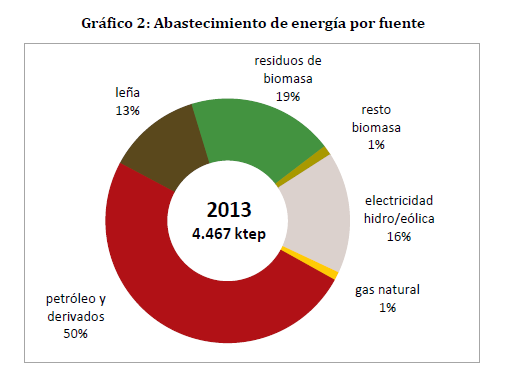 Gráfico 2: Abastecimiento de energía por fuente
residuos de
biomasa
19%
leña
13%
resto
biomasa
1%
2013
4.467 ktep
electricidad
hidro/eólica
16%
gas natural
1%
petróleo y
derivados
50%